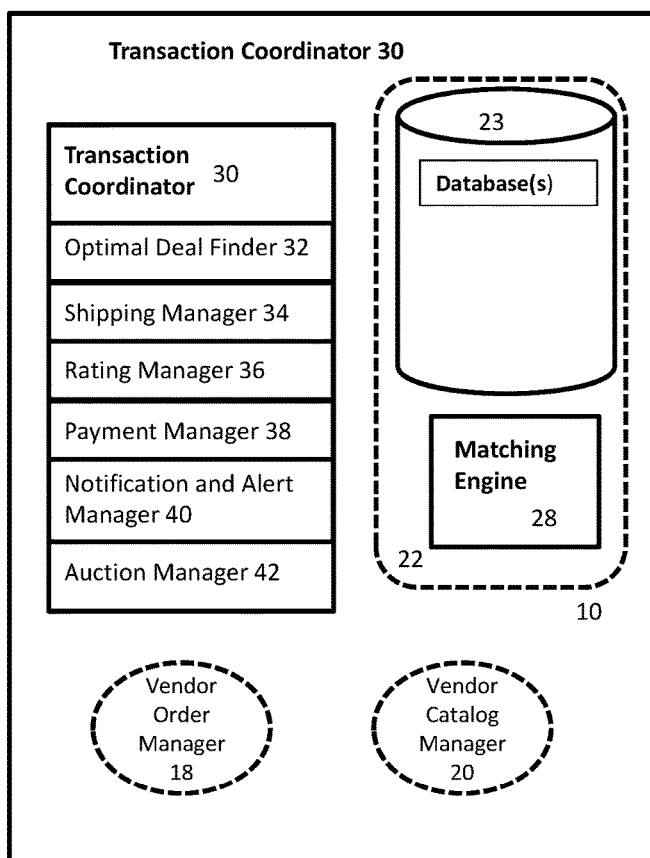 Transaction Coordinator 30
Transaction
Coordinator 30
Optimal Deal Finder 32
Shipping Manager 34
Rating Manager 36
Payment Manager 38
Notification and Alert
Manager 40
Auction Manager 42
23
Database(s)
Matching
Engine
28
22
10
Vendor
Order
Manager
18
Vendor
Catalog
Manager
20